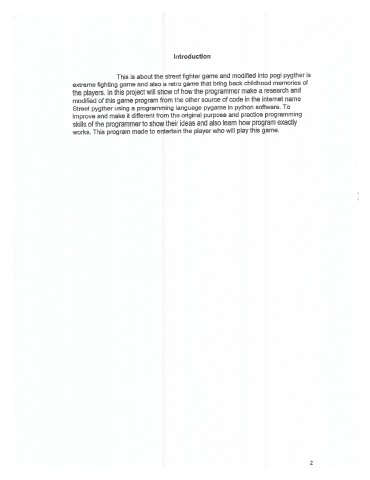 Introduction
This is about the street fighter game and modified into pogi pygther is
extreme fighting game and also a retro game that bring back childhood memories of
the players. In this project will show of how the programmer make a research and
modified of this game program from the other source of code in the internet name
Street pygther using a programming language pygame in python software. To
improve and make it different from the original purpose and practice programming
skills of the programmer to show their ideas and also learn how program exactly
works. This program made to entertain the player who will play this game.
2